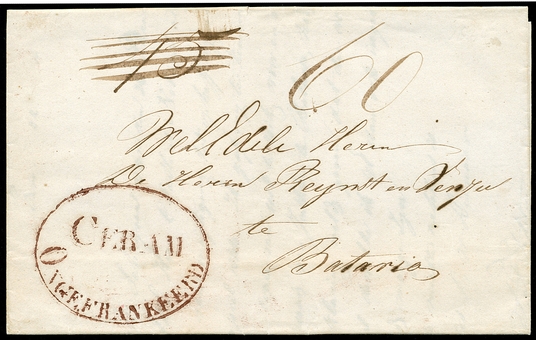 15
60
WelEdele Heeren
De Heeren Reynst en Vinju
te
Batavia
CERAM
ONGEFRANKEERD